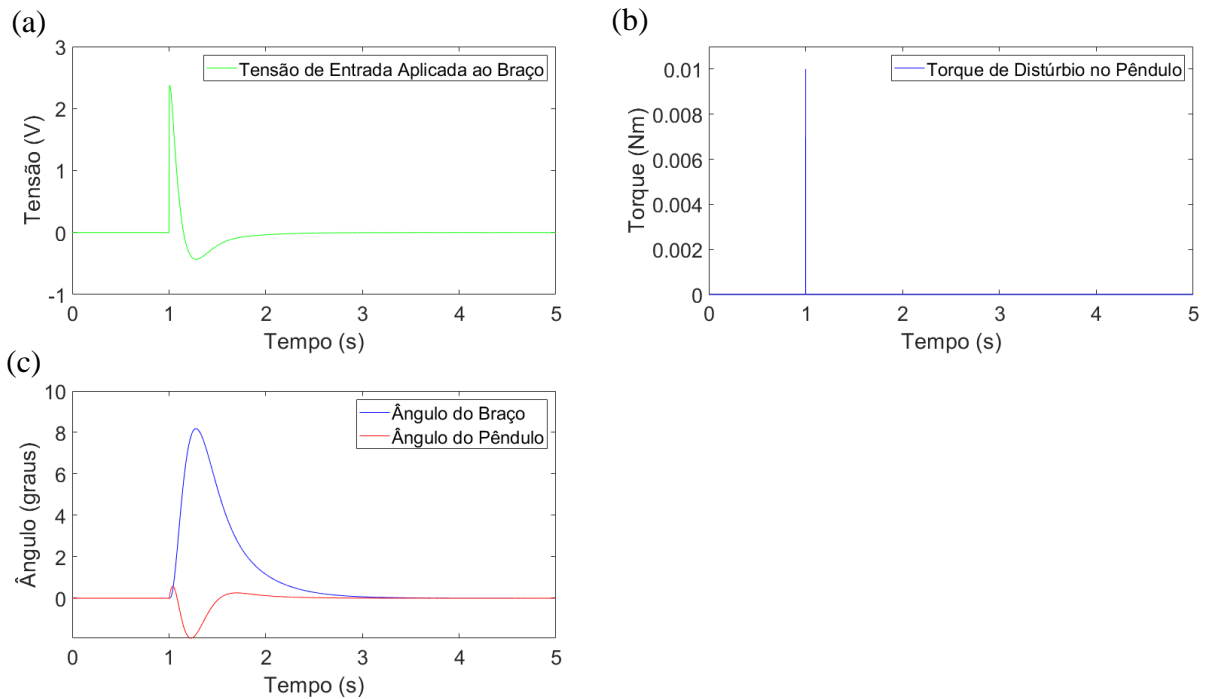 (a)
3
2
1
0
-1
Tensão (V)
Tensão de Entrada Aplicada ao Braço
0 1 2 3 4 5
Tempo (s)
(b)
0.01
0.008
0.006
0.004
0.002
0
Torque (Nm)
Torque de Distúrbio no Pêndulo
0 1 2 3 4 5
Tempo (s)
(c)
10
8
6
4
2
0
Ângulo (graus)
Ângulo do Braço
Ângulo do Pêndulo
0 1 2 3 4 5
Tempo (s)